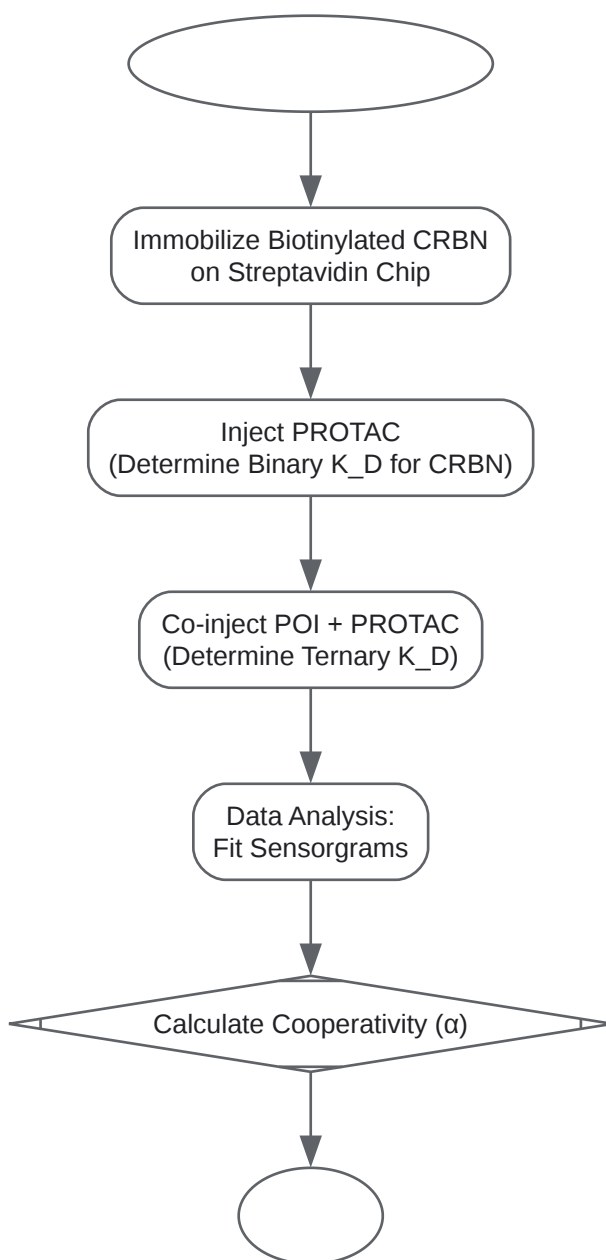 Immobilize Biotinylated CRBN
on Streptavidin Chip
Inject PROTAC
(Determine Binary K_D for CRBN)
Co-inject POI + PROTAC
(Determine Ternary K_D)
Data Analysis:
Fit Sensorgrams
Calculate Cooperativity (α)